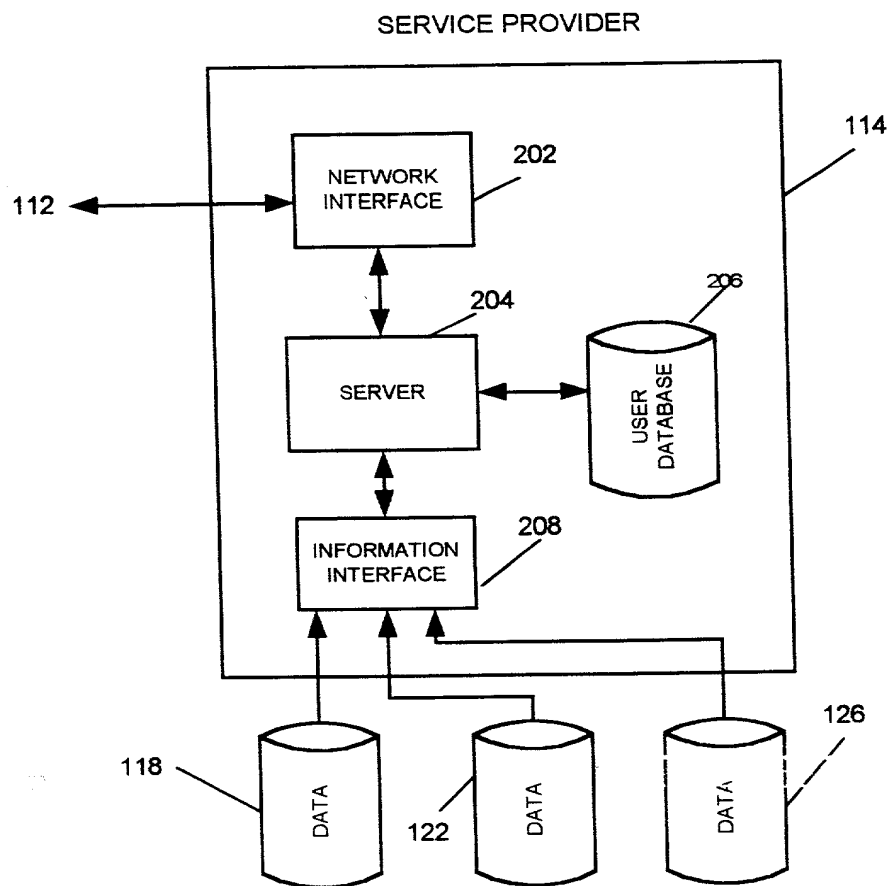 SERVICE PROVIDER
114
202
NETWORK
INTERFACE
112
206
204
SERVER
USER
DATABASE
208
INFORMATION
INTERFACE
126
118
122
DATA
DATA
DATA